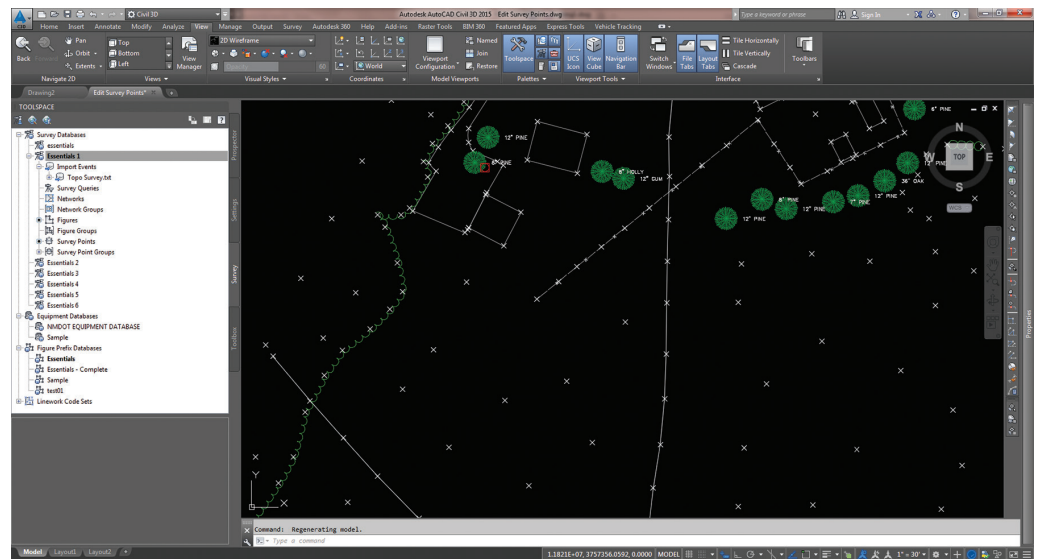 Civil 3D
Autodesk AutoCAD Civil 3D 2015 Edit Survey Points.dwg
Type a keyword or phrase
Sign In
Home Insert Annotate Modify Analyze View Manage Output Survey Autodesk 360 Help Add-ins Raster Tools BIM 360 Featured Apps Express Tools Vehicle Tracking
Back
Pan
Orbit
Extents
Navigate 2D
Top
Bottom
Left
View Manager
Views
2D Wireframe
Visual Styles
World
Coordinates
Viewport Configuration
Named
Join
Restore
Model Viewports
Toolspace
Palettes
UCS Icon
View Cube
Navigation Bar
Viewport Tools
Switch Windows
File Tabs
Layout Tabs
Tile Horizontally
Tile Vertically
Cascade
Interface
Toolbars
Drawing2
Edit Survey Points*
TOOLSPACE
Survey Databases
essentials
Essentials 1
Import Events
Topo Survey.txt
Survey Queries
Networks
Network Groups
Figures
Figure Groups
Survey Points
Survey Point Groups
Essentials 2
Essentials 3
Essentials 4
Essentials 5
Essentials 6
Equipment Databases
NMDOT EQUIPMENT DATABASE
Sample
Figure Prefix Databases
Essentials
Essentials - Complete
Sample
test01
Linework Code Sets
Prospector
Settings
Survey
Toolbox
12" PINE
6" PINE
8" HOLLY
12" GUM
6" PINE
12" PINE
36" OAK
12" PINE
12" PINE
12" PINE
N
W
TOP
E
S
WCS
Properties
Y
X
Command: Regenerating model.
Type a command
Model Layout1 Layout2
1.1821E+07, 3757356.0592, 0.0000 MODEL
1" = 30'